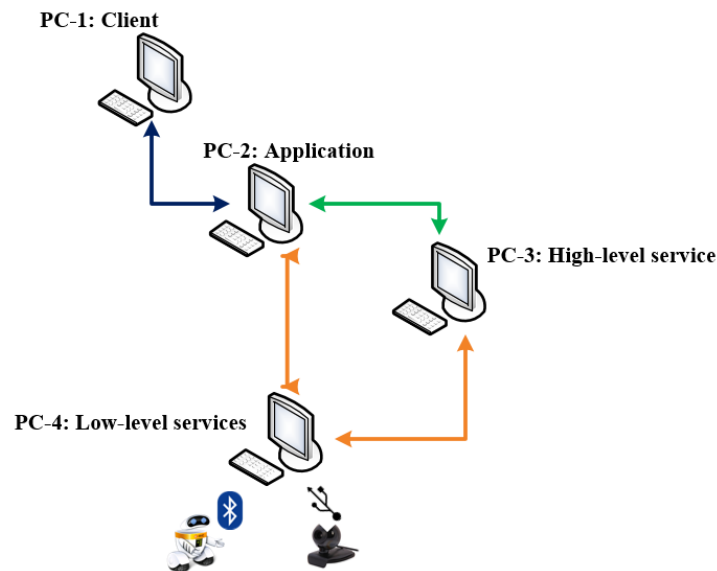 PC-1: Client
PC-2: Application
PC-3: High-level service
PC-4: Low-level services